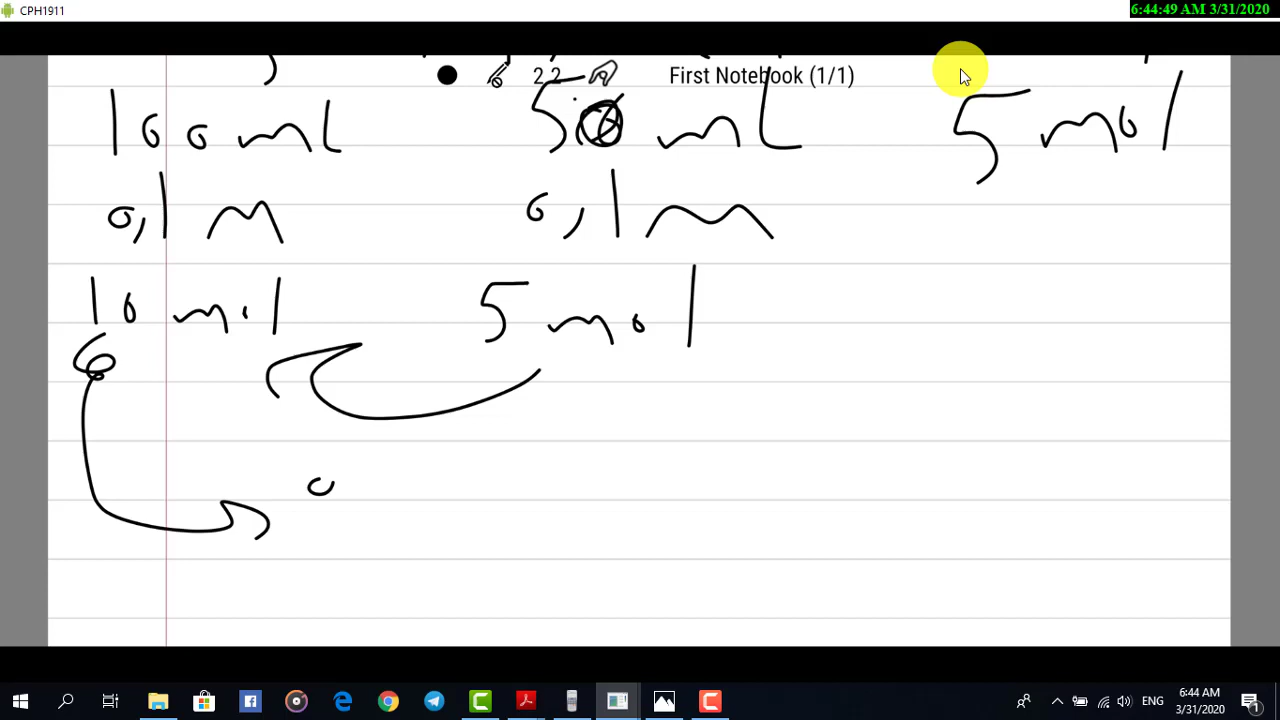 CPH1911
6:44:49 AM 3/31/2020
22
First Notebook (1/1)
100 mL 50 mL 5 mol
0,1 M 0,1 M
10 mol 5 mol
ENG
6:44 AM
3/31/2020